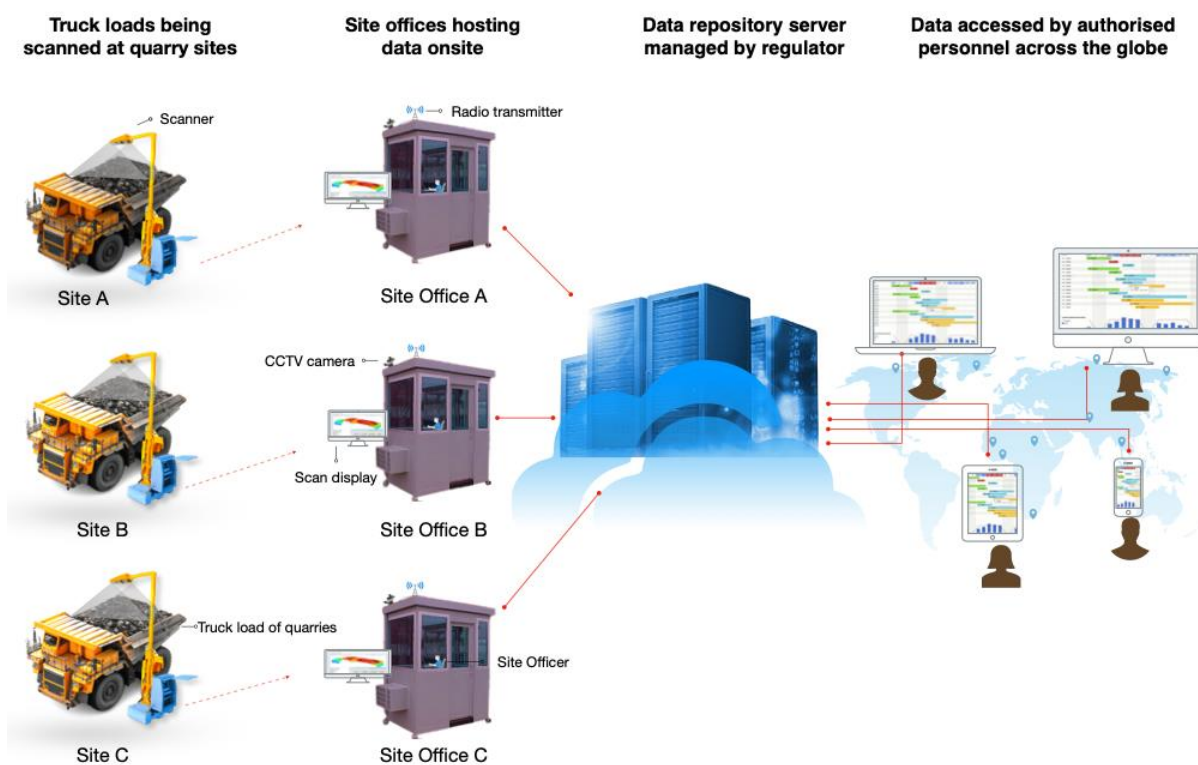 Truck loads being
scanned at quarry sites
Site offices hosting
data onsite
Data repository server
managed by regulator
Data accessed by authorised
personnel across the globe
Scanner
Radio transmitter
Site A
Site Office A
CCTV camera
Scan display
Site B
Site Office B
Truck load of quarries
Site Officer
Site C
Site Office C